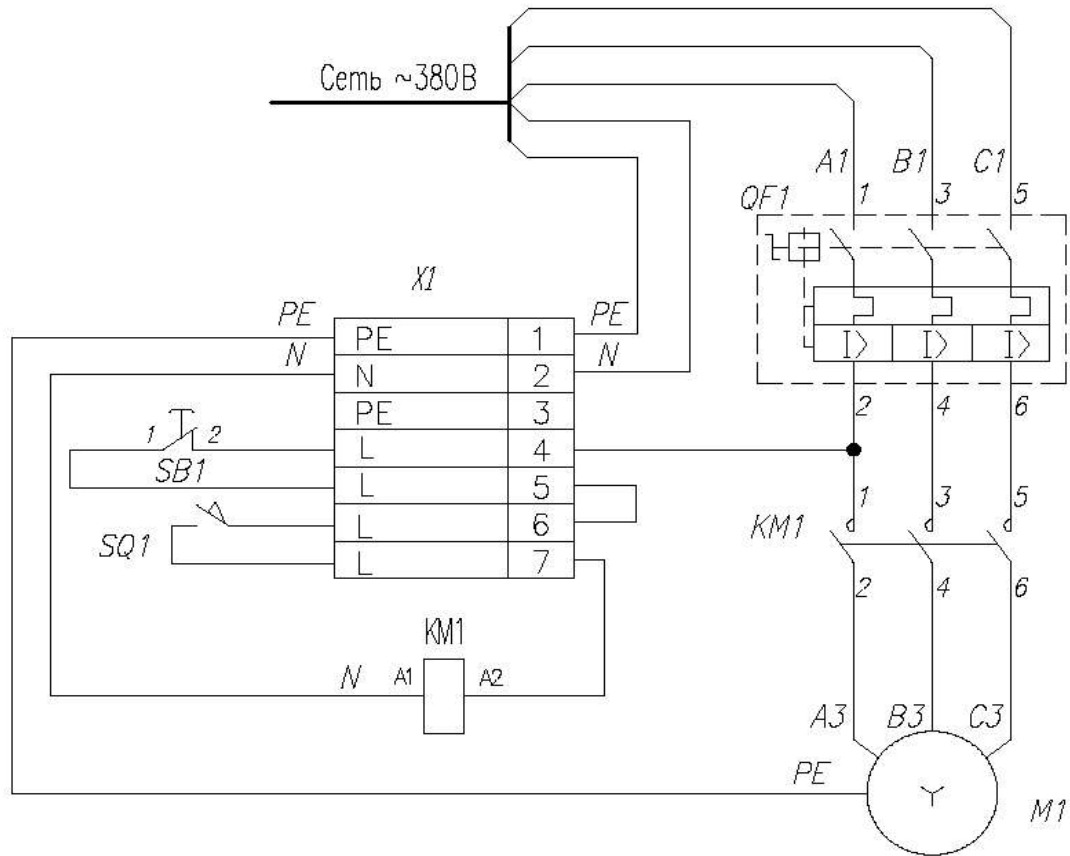 Сеть ~380В
A1 B1 C1
QF1 1 3 5
X1
PE PE 1 PE
N N 2 N
PE 3
I> I> I>
2 4 6
1 2 L 4
SB1
L 5
L 6
SQ1
L 7
1 3 5
KM1
2 4 6
KM1
N A1 A2
A3 B3 C3
PE
M1